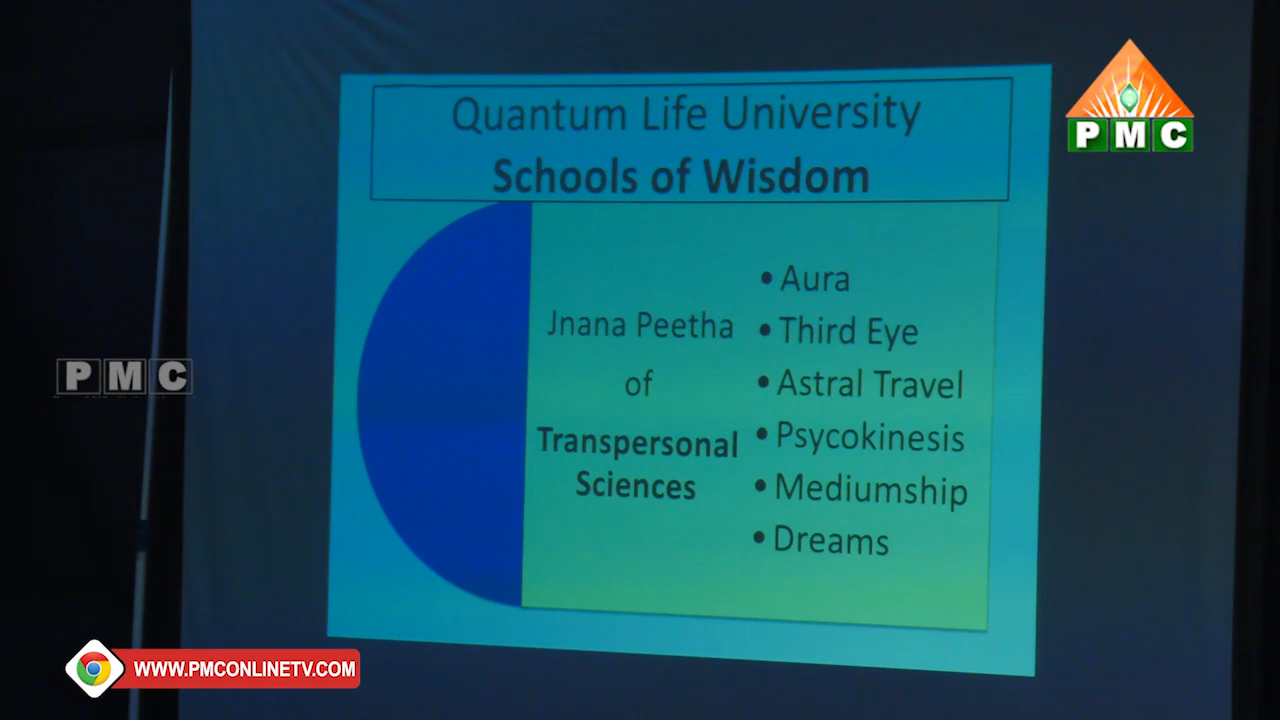 Quantum Life University
Schools of Wisdom
PMC
Jnana Peetha
of
Transpersonal
Sciences
• Aura
• Third Eye
• Astral Travel
• Psycokinesis
• Mediumship
• Dreams
PMC
WWW.PMCONLINETV.COM